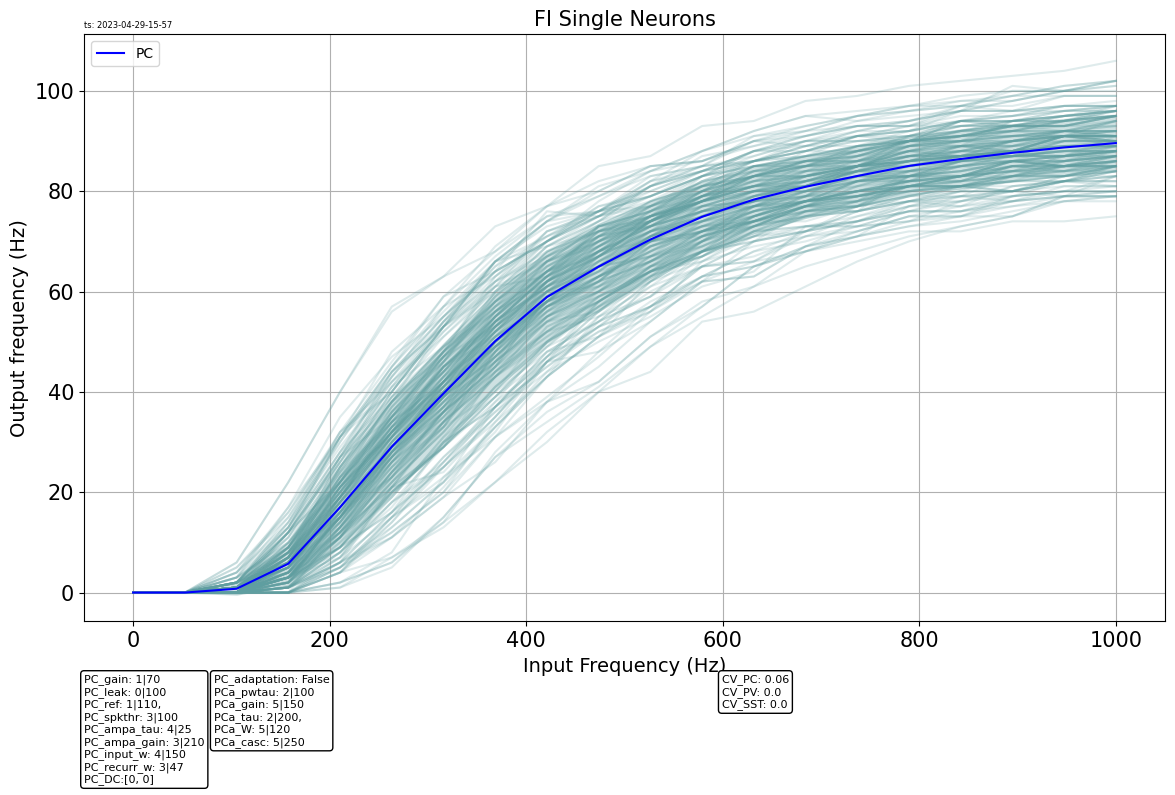 FI Single Neurons
ts: 2023-04-29-15-57
PC
Output frequency (Hz)
100
80
60
40
20
0
0 200 400 600 800 1000
Input Frequency (Hz)
PC_gain: 1|70
PC_leak: 0|100
PC_ref: 1|110,
PC_spkthr: 3|100
PC_ampa_tau: 4|25
PC_ampa_gain: 3|210
PC_input_w: 4|150
PC_recurr_w: 3|47
PC_DC:[0, 0]
PC_adaptation: False
PCa_pwtau: 2|100
PCa_gain: 5|150
PCa_tau: 2|200,
PCa_W: 5|120
PCa_casc: 5|250
CV_PC: 0.06
CV_PV: 0.0
CV_SST: 0.0